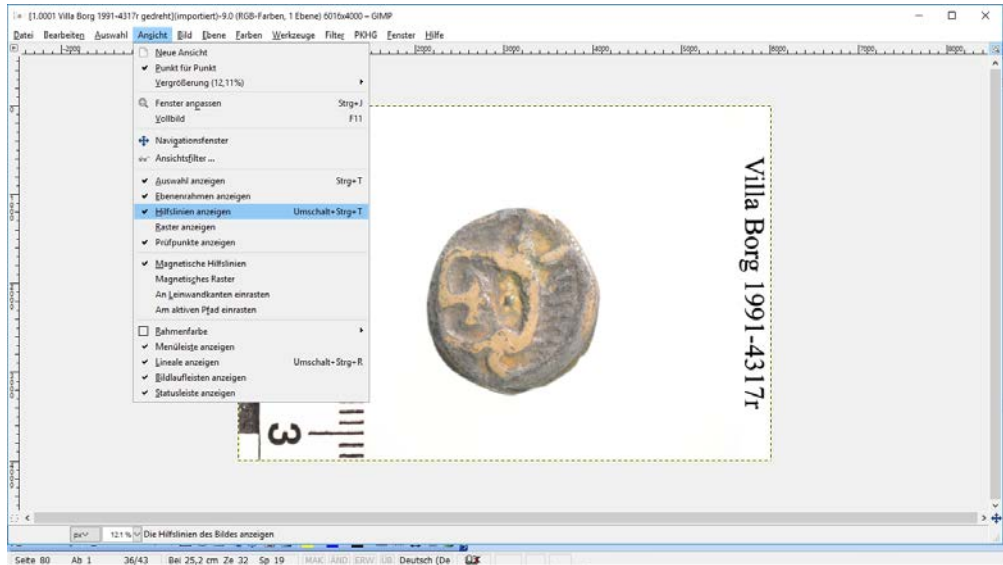 [1.0001 Villa Borg 1991-4317r gedreht](importiert)-9.0 (RGB-Farben, 1 Ebene) 6016x4000 – GIMP
Datei Bearbeiten Auswahl Ansicht Bild Ebene Farben Werkzeuge Filter PKHG Fenster Hilfe
Neue Ansicht
Punkt für Punkt
Vergrößerung (12,11%)
Fenster anpassen Strg+J
Vollbild F11
Navigationsfenster
Ansichtsfilter ...
Auswahl anzeigen Strg+T
Ebenenrahmen anzeigen
Hilfslinien anzeigen Umschalt+Strg+T
Raster anzeigen
Prüfpunkte anzeigen
Magnetische Hilfslinien
Magnetisches Raster
An Leinwandkanten einrasten
Am aktiven Pfad einrasten
Rahmenfarbe
Menüleiste anzeigen
Lineale anzeigen Umschalt+Strg+R
Bildlaufleisten anzeigen
Statusleiste anzeigen
Villa Borg 1991-4317r
3
px 12.1 % Die Hilfslinien des Bildes anzeigen
Seite 80 Ab 1 36/43 Bei 25,2 cm Ze 32 Sp 19 MAK ÄND ERW ÜB Deutsch (De